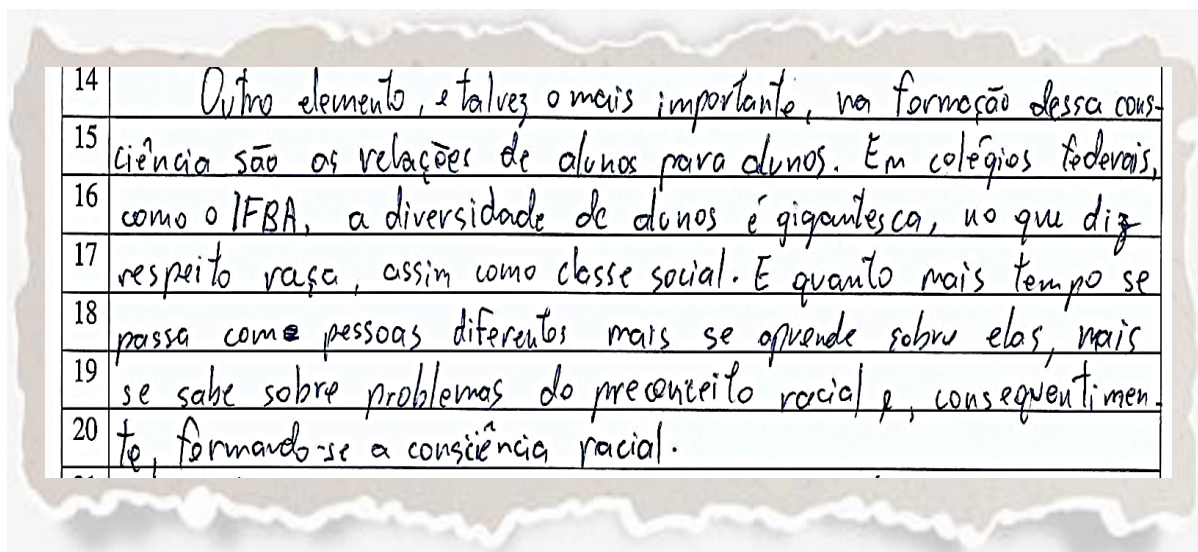 14 Outro elemento, e talvez o mais importante, na formação dessa cons-
15 ciência são as relações de alunos para alunos. Em colégios federais,
16 como o IFBA, a diversidade de alunos é gigantesca, no que diz
17 respeito raça, assim como classe social. E quanto mais tempo se
18 passa com pessoas diferentes mais se aprende sobre elas, mais
19 se sabe sobre problemas do preconceito racial e, consequentimen-
20 te, formando-se a consciência racial.